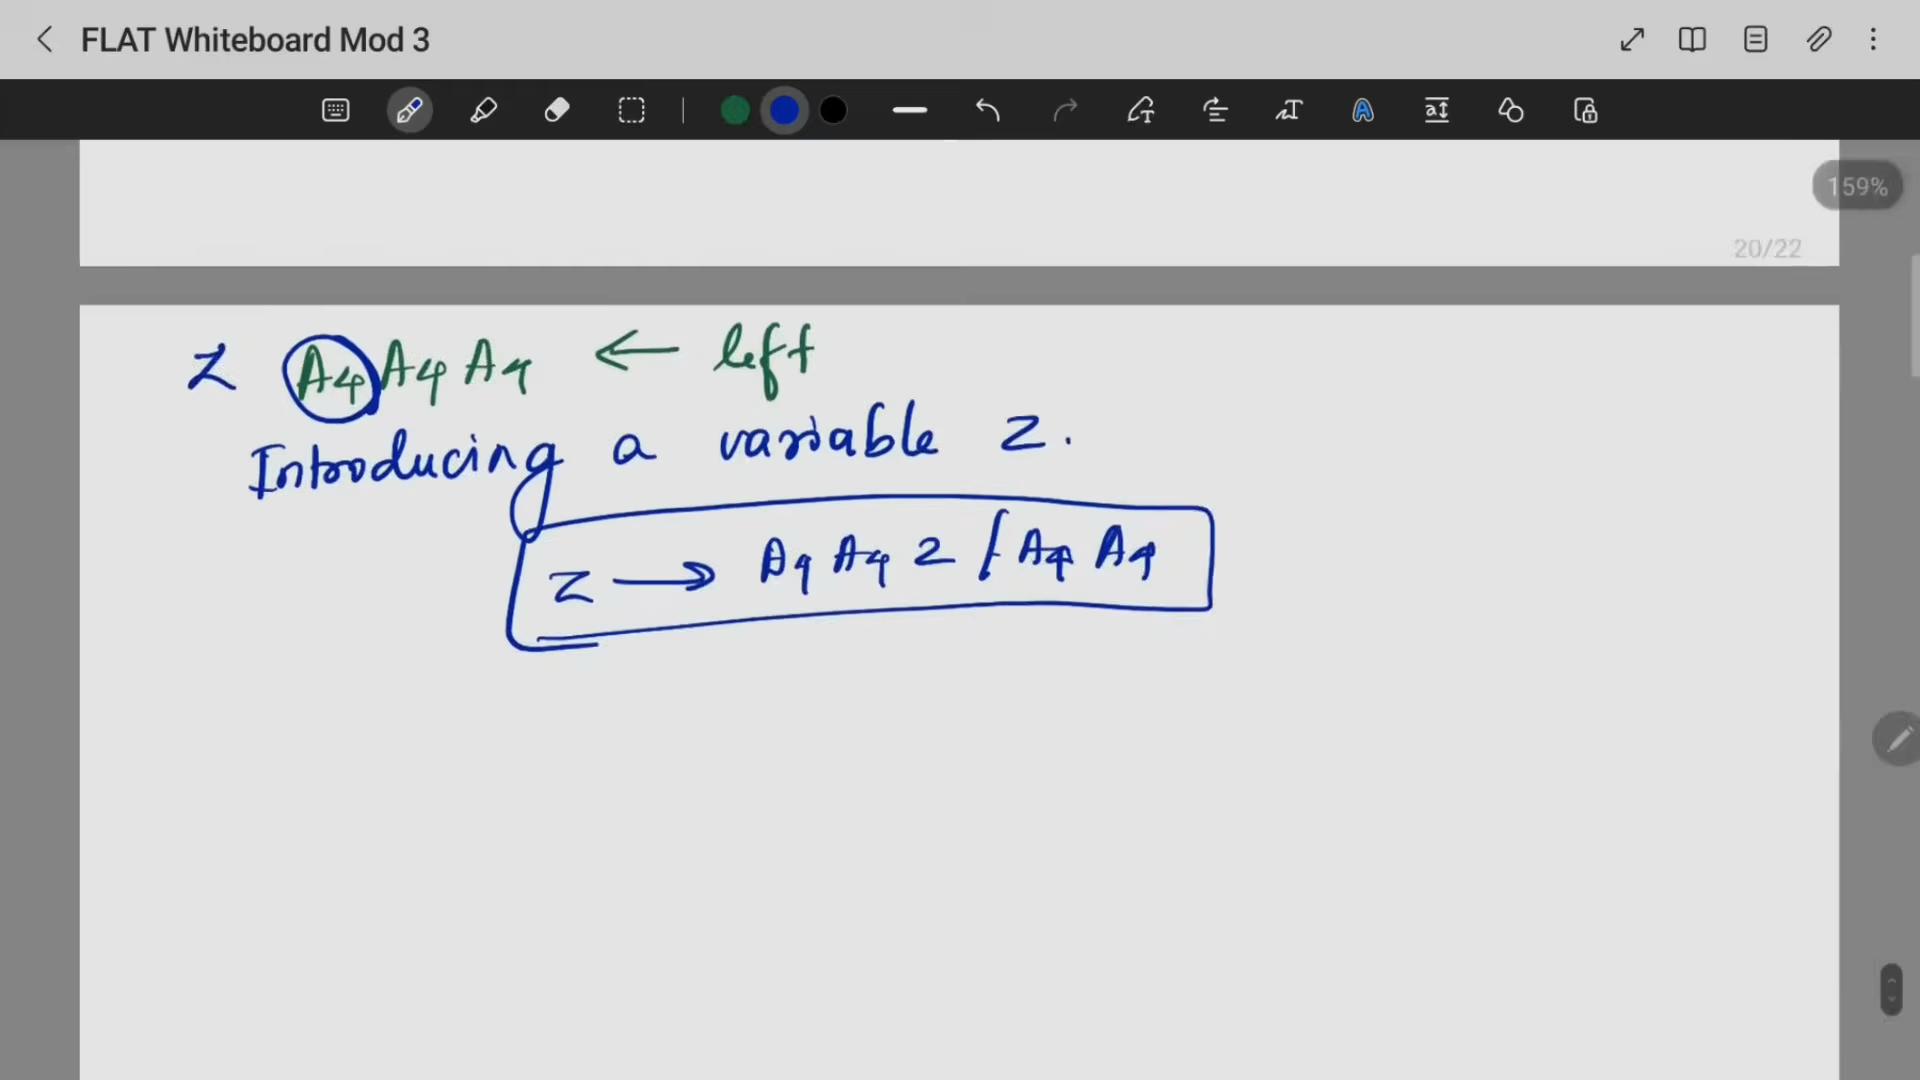 FLAT Whiteboard Mod 3
159%
20/22
Z A4 A4 A4 ← left
Introducing a variable Z.
Z → A4 A4 Z / A4 A4